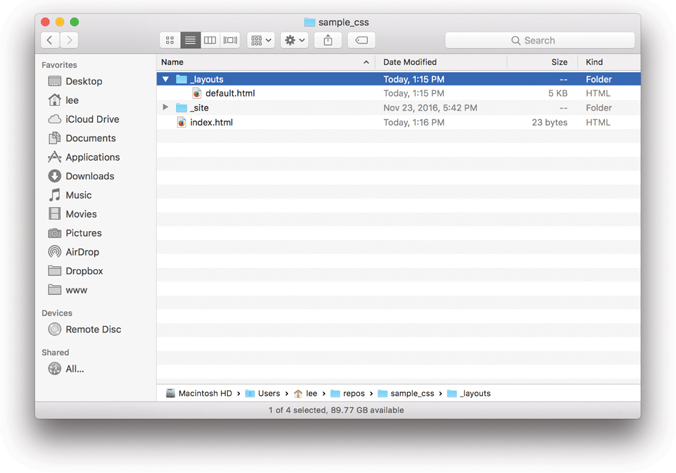 sample_css
Search
Favorites
Desktop
lee
iCloud Drive
Documents
Applications
Downloads
Music
Movies
Pictures
AirDrop
Dropbox
www
Devices
Remote Disc
Shared
All...
Name Date Modified Size Kind
_layouts Today, 1:15 PM -- Folder
default.html Today, 1:15 PM 5 KB HTML
_site Nov 23, 2016, 5:42 PM -- Folder
index.html Today, 1:16 PM 23 bytes HTML
Macintosh HD › Users › lee › repos › sample_css › _layouts
1 of 4 selected, 89.77 GB available